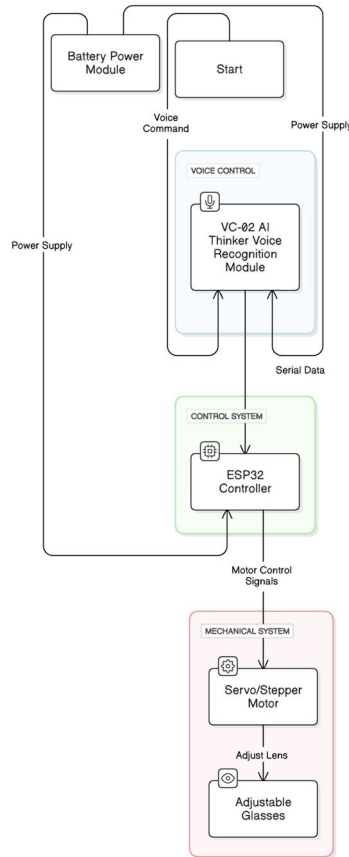 Battery Power
Module
Start
Voice
Command
Power Supply
VOICE CONTROL
VC-02 AI
Thinker Voice
Recognition
Module
Power Supply
Serial Data
CONTROL SYSTEM
ESP32
Controller
Motor Control
Signals
MECHANICAL SYSTEM
Servo/Stepper
Motor
Adjust Lens
Adjustable
Glasses